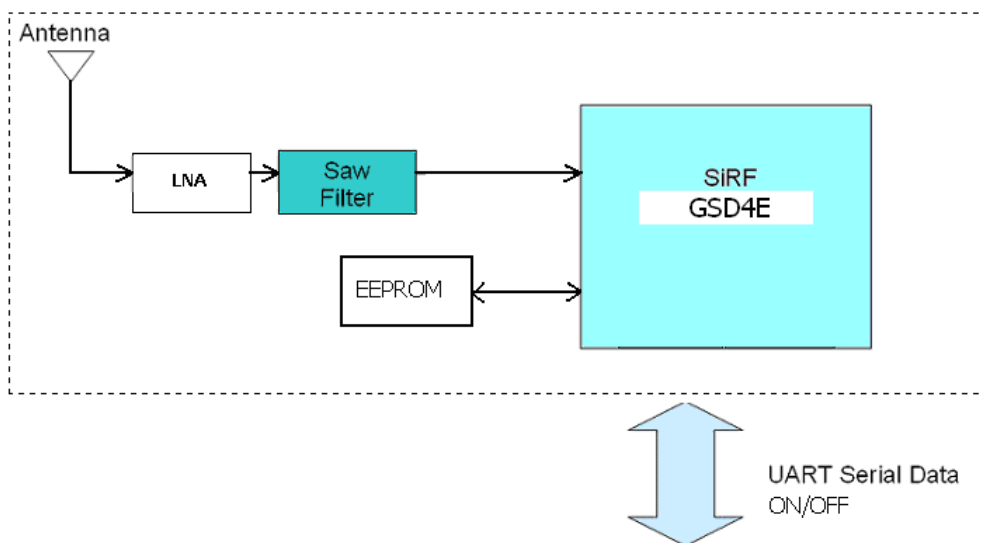 Antenna
LNA
Saw
Filter
SiRF
GSD4E
EEPROM
UART Serial Data
ON/OFF